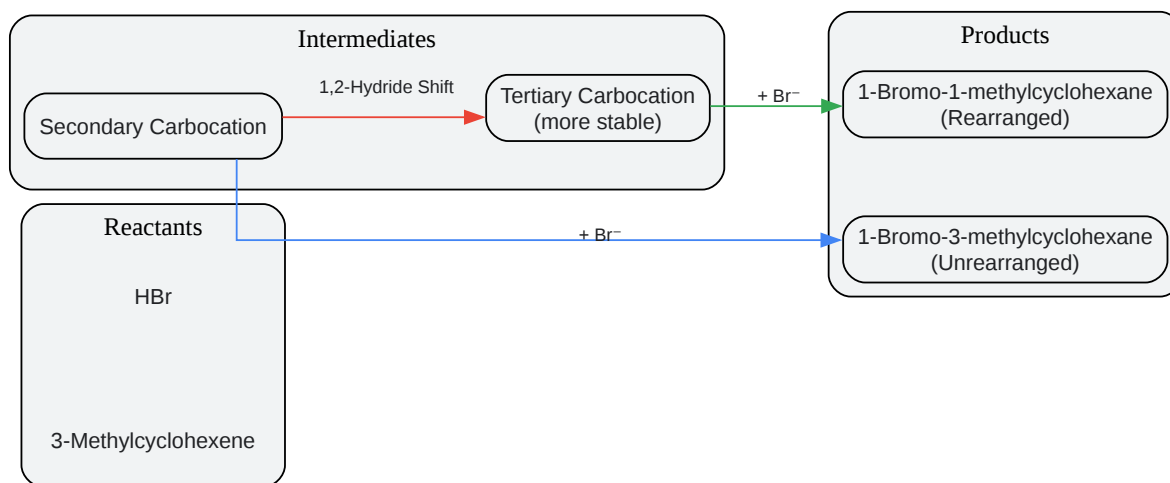 Intermediates
Secondary Carbocation
1,2-Hydride Shift
Tertiary Carbocation
(more stable)
+ Br⁻
Products
1-Bromo-1-methylcyclohexane
(Rearranged)
+ Br⁻
1-Bromo-3-methylcyclohexane
(Unrearranged)
Reactants
HBr
3-Methylcyclohexene